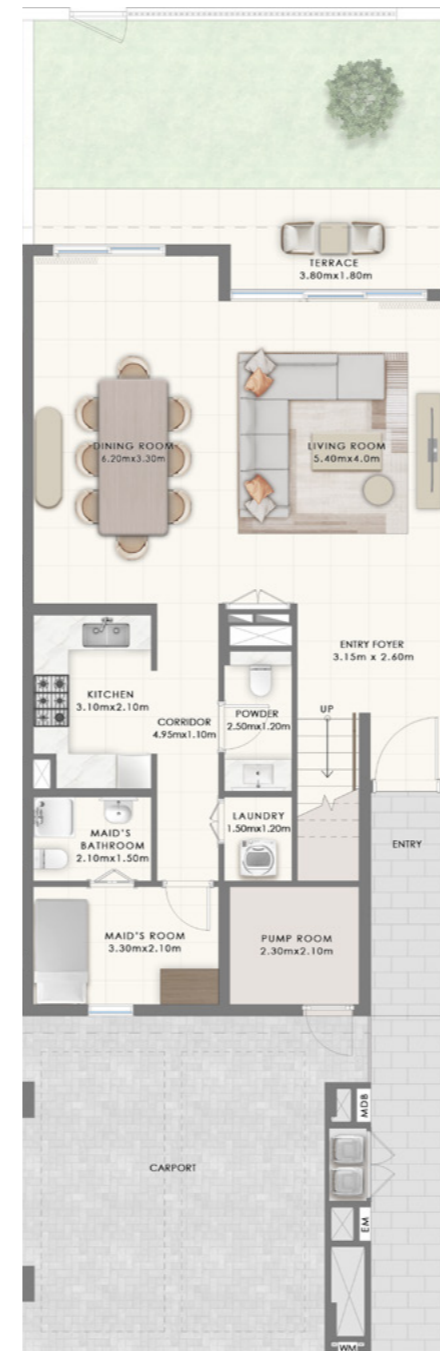 TERRACE
3.80mx1.80m
DINING ROOM
6.20mx3.30m
LIVING ROOM
5.40mx4.0m
ENTRY FOYER
3.15m x 2.60m
KITCHEN
3.10mx2.10m
CORRIDOR
4.95mx1.10m
POWDER
2.50mx1.20m
UP
LAUNDRY
1.50mx1.20m
MAID'S
BATHROOM
2.10mx1.50m
ENTRY
MAID'S ROOM
3.30mx2.10m
PUMP ROOM
2.30mx2.10m
MDB
CARPORT
EM
WM